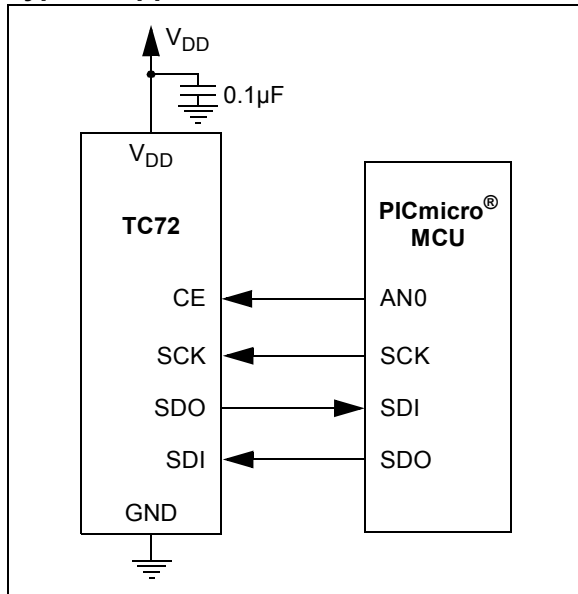 VDD
0.1µF
VDD
TC72
PICmicro®
MCU
CE
AN0
SCK
SCK
SDO
SDI
SDI
SDO
GND